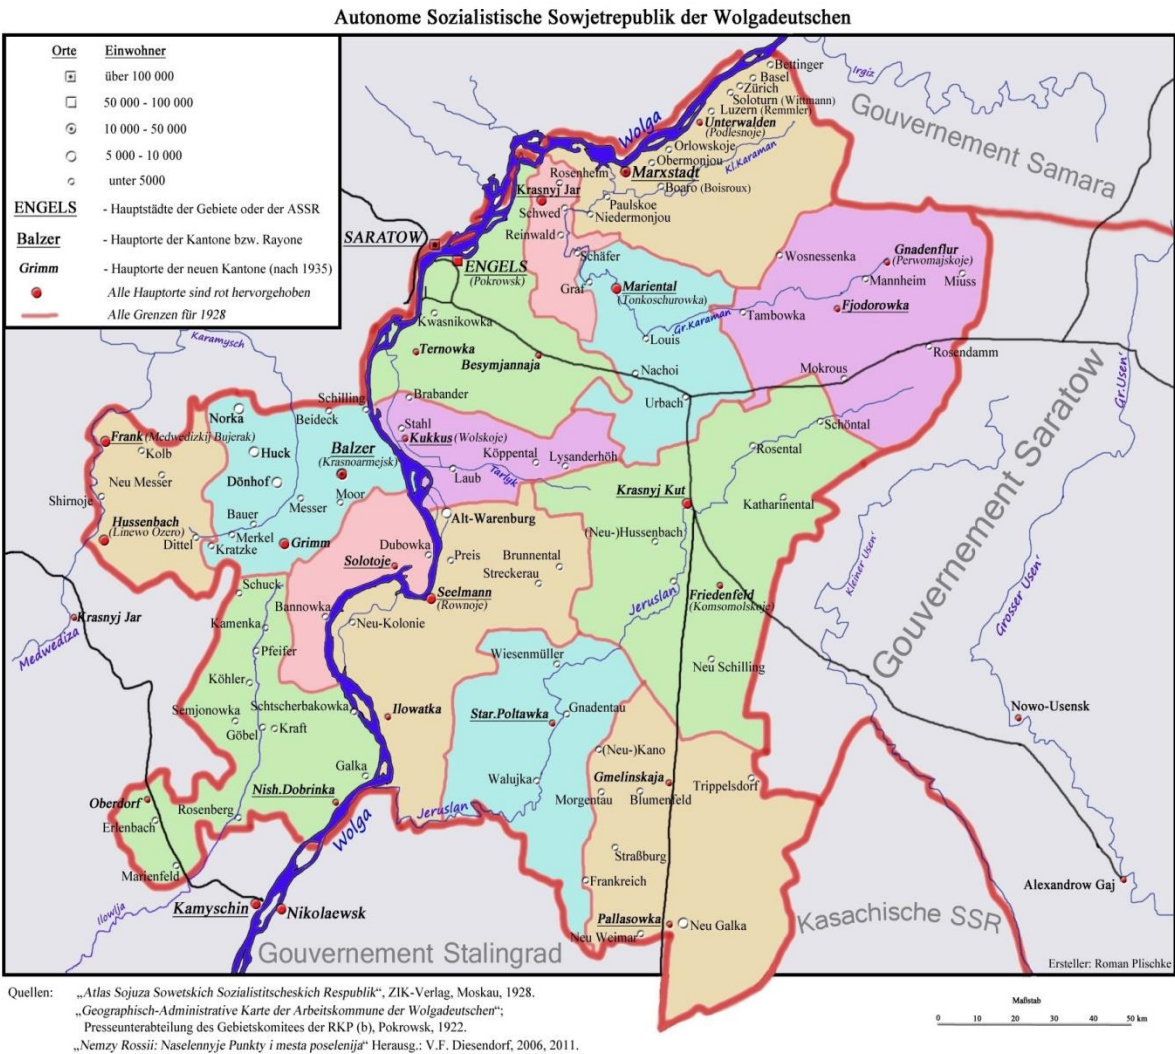 Autonome Sozialistische Sowjetrepublik der Wolgadeutschen
Orte Einwohner
über 100 000
50 000 - 100 000
10 000 - 50 000
5 000 - 10 000
unter 5000
ENGELS - Hauptstädte der Gebiete oder der ASSR
Balzer - Hauptorte der Kantone bzw. Rayone
Grimm - Hauptorte der neuen Kantone (nach 1935)
Alle Hauptorte sind rot hervorgehoben
Alle Grenzen für 1928
Irgiz
Gouvernement Samara
Bettinger
Basel
Zürich
Soloturn (Wittmann)
Luzern (Remmler)
Unterwalden
(Podlesnoje)
Wolga
Orlowskoje
Obermonjou
Kl.Karaman
Rosenheim
Marxstadt
Boaro (Boisroux)
Krasnyj Jar
Paulskoe
Schwed
Niedermonjou
Reinwald
SARATOW
ENGELS
(Pokrowsk)
Schäfer
Wosnessenka
Gnadenflur
(Perwomajskoje)
Mannheim
Miuss
Graf
Mariental
(Tonkoschurowka)
Fjodorowka
Gr.Karaman
Tambowka
Kwasnikowka
Louis
Ternowka
Besymjannaja
Nachoi
Rosendamm
Mokrous
Urbach
Gr.Usen'
Gouvernement Saratow
Karamysch
Schilling
Brabander
Beideck
Norka
Stahl
Kukkus (Wolskoje)
Schöntal
Frank (Medwedizkij Bujerak)
Kolb
Huck
Balzer
(Krasnoarmejsk)
Köppental
Lysanderhöh
Rosental
Laub
Tarlyk
Neu Messer
Dönhof
Shirnoje
Messer
Moor
Krasnyj Kut
Katharinental
Bauer
Alt-Warenburg
Hussenbach
(Linewo Osero)
Merkel
Dittel
Kratzke
Grimm
Dubowka
Preis
Brunnental
(Neu-)Hussenbach
Solotoje
Streckerau
Schuck
Seelmann
(Rownoje)
Jeruslan
Friedenfeld
(Komsomolskoje)
Kleiner Usen'
Grosser Usen'
Bannowka
Krasnyj Jar
Neu-Kolonie
Kamenka
Medwediza
Pfeifer
Wiesenmüller
Neu Schilling
Köhler
Schtscherbakowka
Semjonowka
Ilowatka
Gnadentau
Star.Poltawka
Nowo-Usensk
Göbel
Kraft
(Neu-)Kano
Galka
Walujka
Gmelinskaja
Trippelsdorf
Morgentau
Blumenfeld
Oberdorf
Nish.Dobrinka
Rosenberg
Jeruslan
Erlenbach
Wolga
Straßburg
Marienfeld
Frankreich
Alexandrow Gaj
Ilowlja
Kamyschin
Nikolaewsk
Pallasowka
Neu Galka
Neu Weimar
Kasachische SSR
Gouvernement Stalingrad
Ersteller: Roman Plischke
Quellen: „Atlas Sojuza Sowetskich Sozialistitscheskich Respublik“, ZIK-Verlag, Moskau, 1928.
„Geographisch-Administrative Karte der Arbeitskommune der Wolgadeutschen“;
Presseunterabteilung des Gebietskomitees der RKP (b), Pokrowsk, 1922.
„Nemzy Rossii: Naselennyje Punkty i mesta poselenija“ Herausg.: V.F. Diesendorf, 2006, 2011.
Maßstab
0 10 20 30 40 50 km